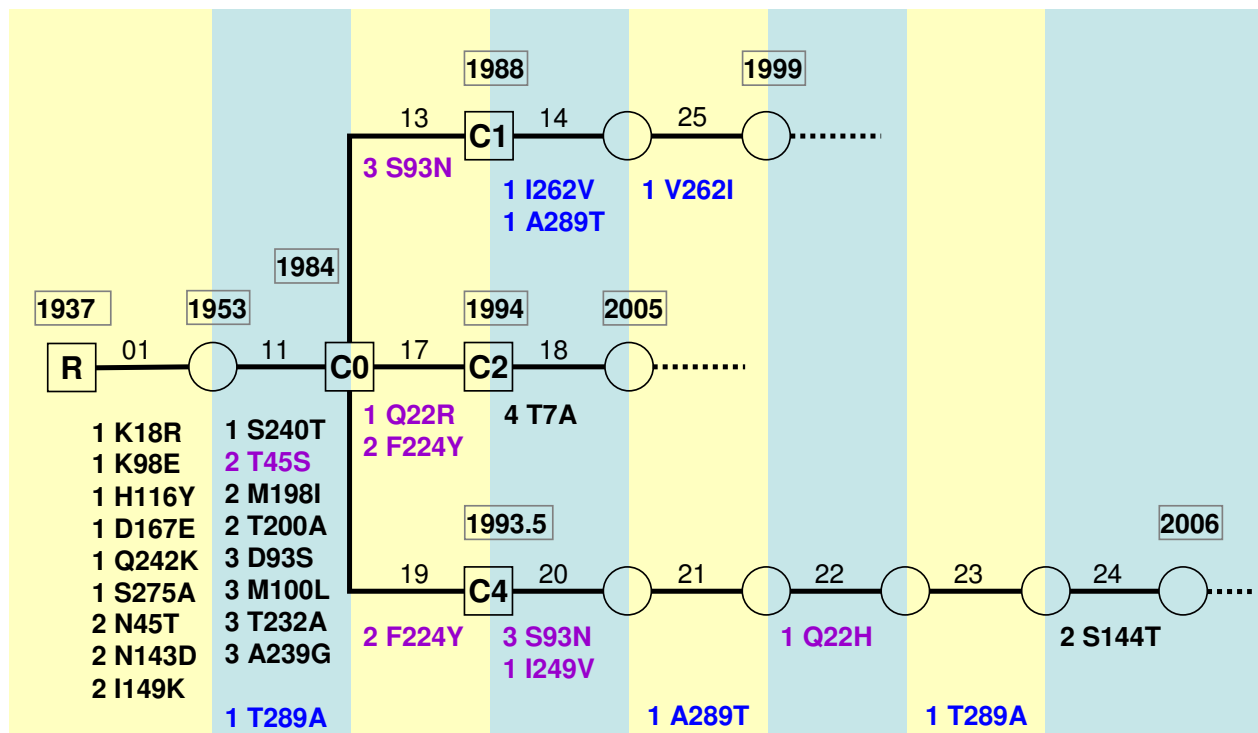 1988
1999
13
C1
14
25
3 S93N
1 I262V
1 V262I
1 A289T
1984
1937
1953
1994
2005
R
01
11
C0
17
C2
18
1 Q22R
2 F224Y
4 T7A
1 K18R
1 K98E
1 H116Y
1 D167E
1 Q242K
1 S275A
2 N45T
2 N143D
2 I149K
1 S240T
2 T45S
2 M198I
2 T200A
3 D93S
3 M100L
3 T232A
3 A239G
1 T289A
1993.5
2006
19
C4
20
21
22
23
24
2 F224Y
3 S93N
1 I249V
1 Q22H
2 S144T
1 A289T
1 T289A